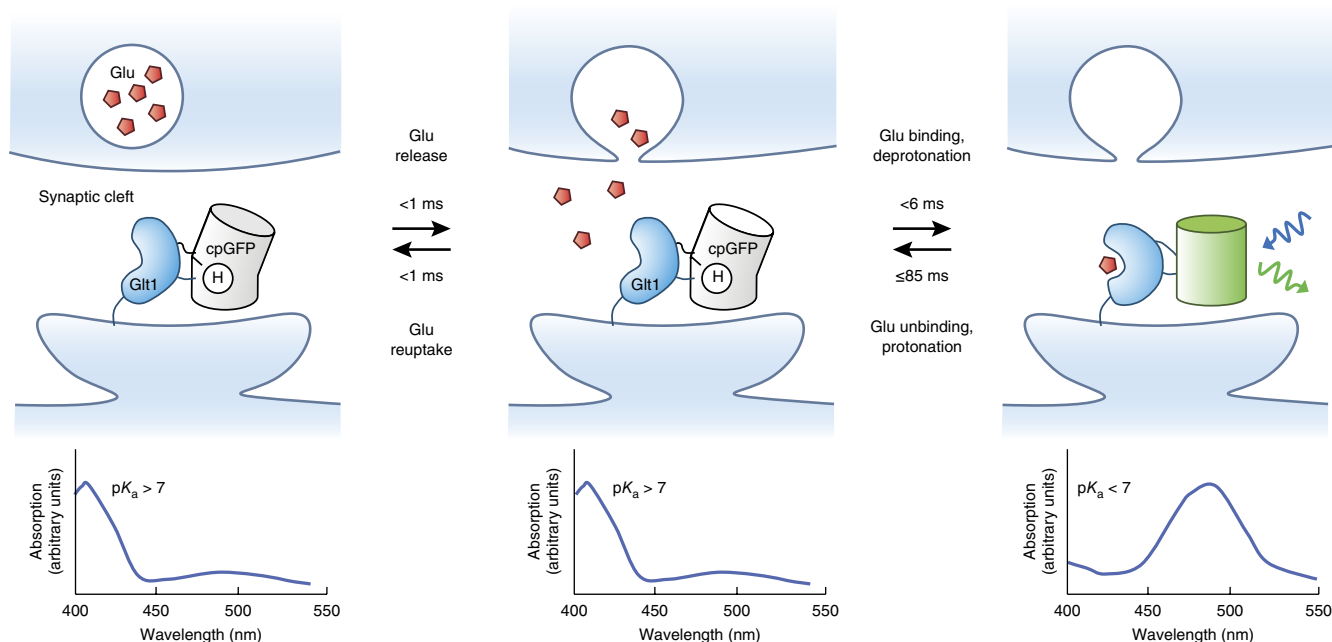 Glu
Synaptic cleft
cpGFP
H
Glt1
Glu
release
<1 ms
<1 ms
Glu
reuptake
cpGFP
H
Glt1
Glu binding,
deprotonation
<6 ms
≤85 ms
Glu unbinding,
protonation
Absorption
(arbitrary units)
pKa > 7
400
450
500
550
Wavelength (nm)
Absorption
(arbitrary units)
pKa > 7
400
450
500
550
Wavelength (nm)
Absorption
(arbitrary units)
pKa < 7
400
450
500
550
Wavelength (nm)